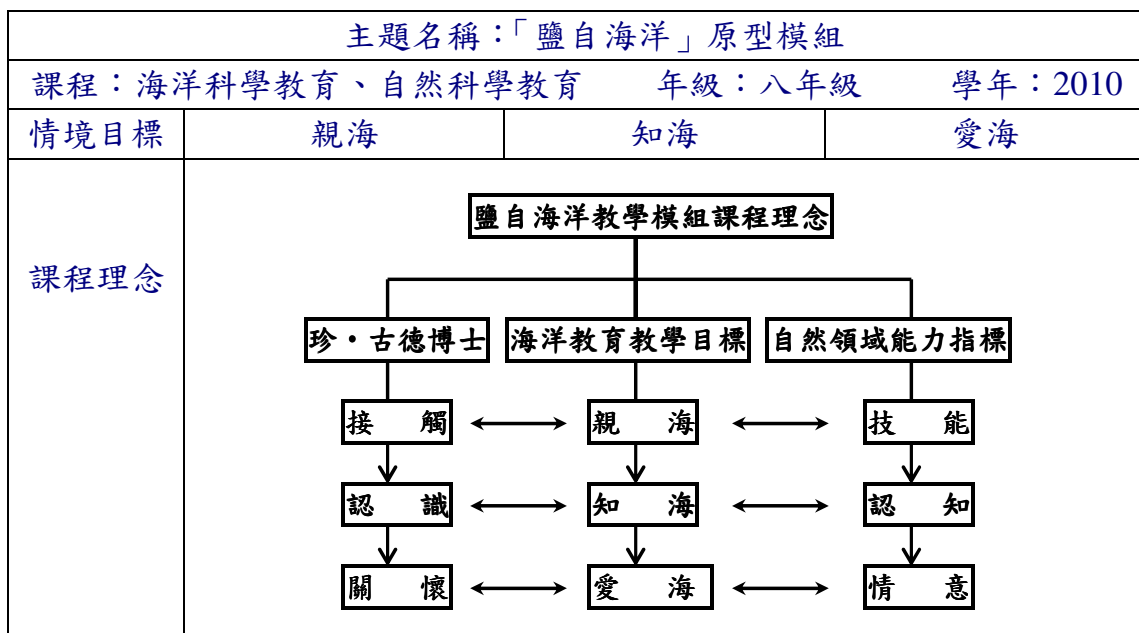 主題名稱：「鹽自海洋」原型模組
課程：海洋科學教育、自然科學教育 年級：八年級 學年：2010
情境目標 親海 知海 愛海
課程理念
鹽自海洋教學模組課程理念
珍・古德博士 海洋教育教學目標 自然領域能力指標
接 觸 親 海 技 能
認 識 知 海 認 知
關 懷 愛 海 情 意